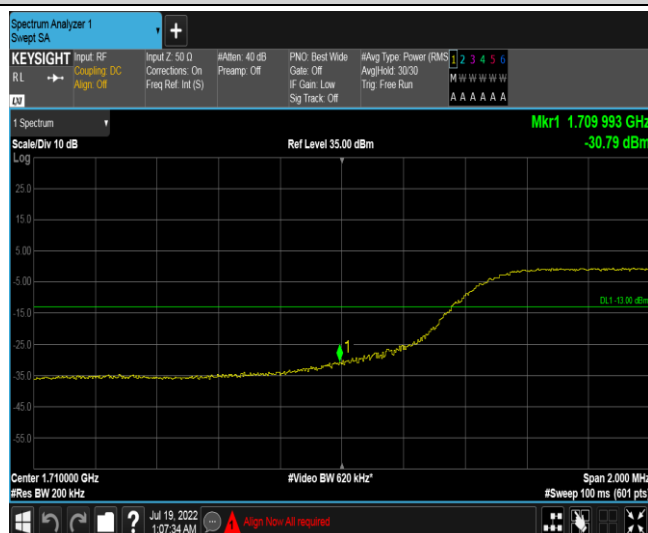 Spectrum Analyzer 1
Swept SA
+
KEYSIGHT
RL
LXI
Input: RF
Coupling: DC
Align: Off
Input Z: 50 Ω
Corrections: On
Freq Ref: Int (S)
#Atten: 40 dB
Preamp: Off
PNO: Best Wide
Gate: Off
IF Gain: Low
Sig Track: Off
#Avg Type: Power (RMS
Avg|Hold: 30/30
Trig: Free Run
1 2 3 4 5 6
M W W W W W
A A A A A A
1 Spectrum
Scale/Div 10 dB
Log
Ref Level 35.00 dBm
Mkr1 1.709 993 GHz
-30.79 dBm
25.0
15.0
5.00
-5.00
DL1 -13.00 dBm
-15.0
1
-25.0
-35.0
-45.0
-55.0
Center 1.710000 GHz
#Video BW 620 kHz*
Span 2.000 MHz
#Res BW 200 kHz
#Sweep 100 ms (601 pts)
?
Jul 19, 2022
1:07:34 AM
1
Align Now All required